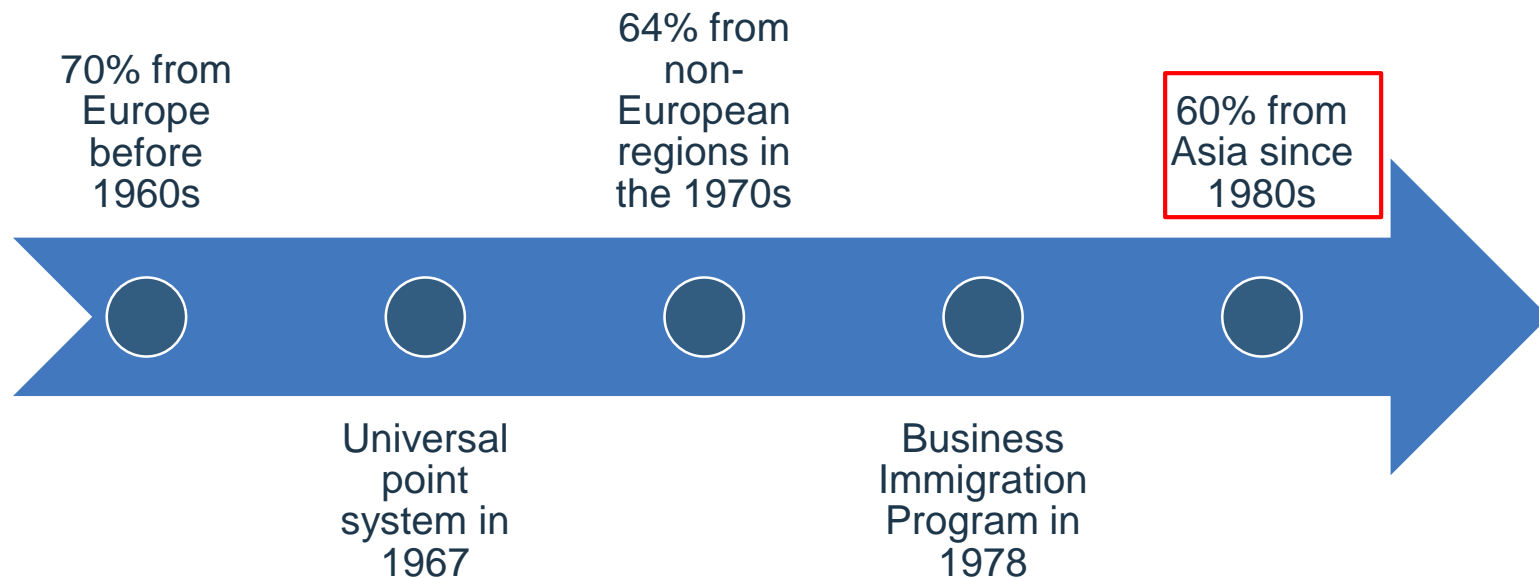 70% from
Europe
before
1960s
Universal
point
system in
1967
64% from
non-
European
regions in
the 1970s
Business
Immigration
Program in
1978
60% from
Asia since
1980s